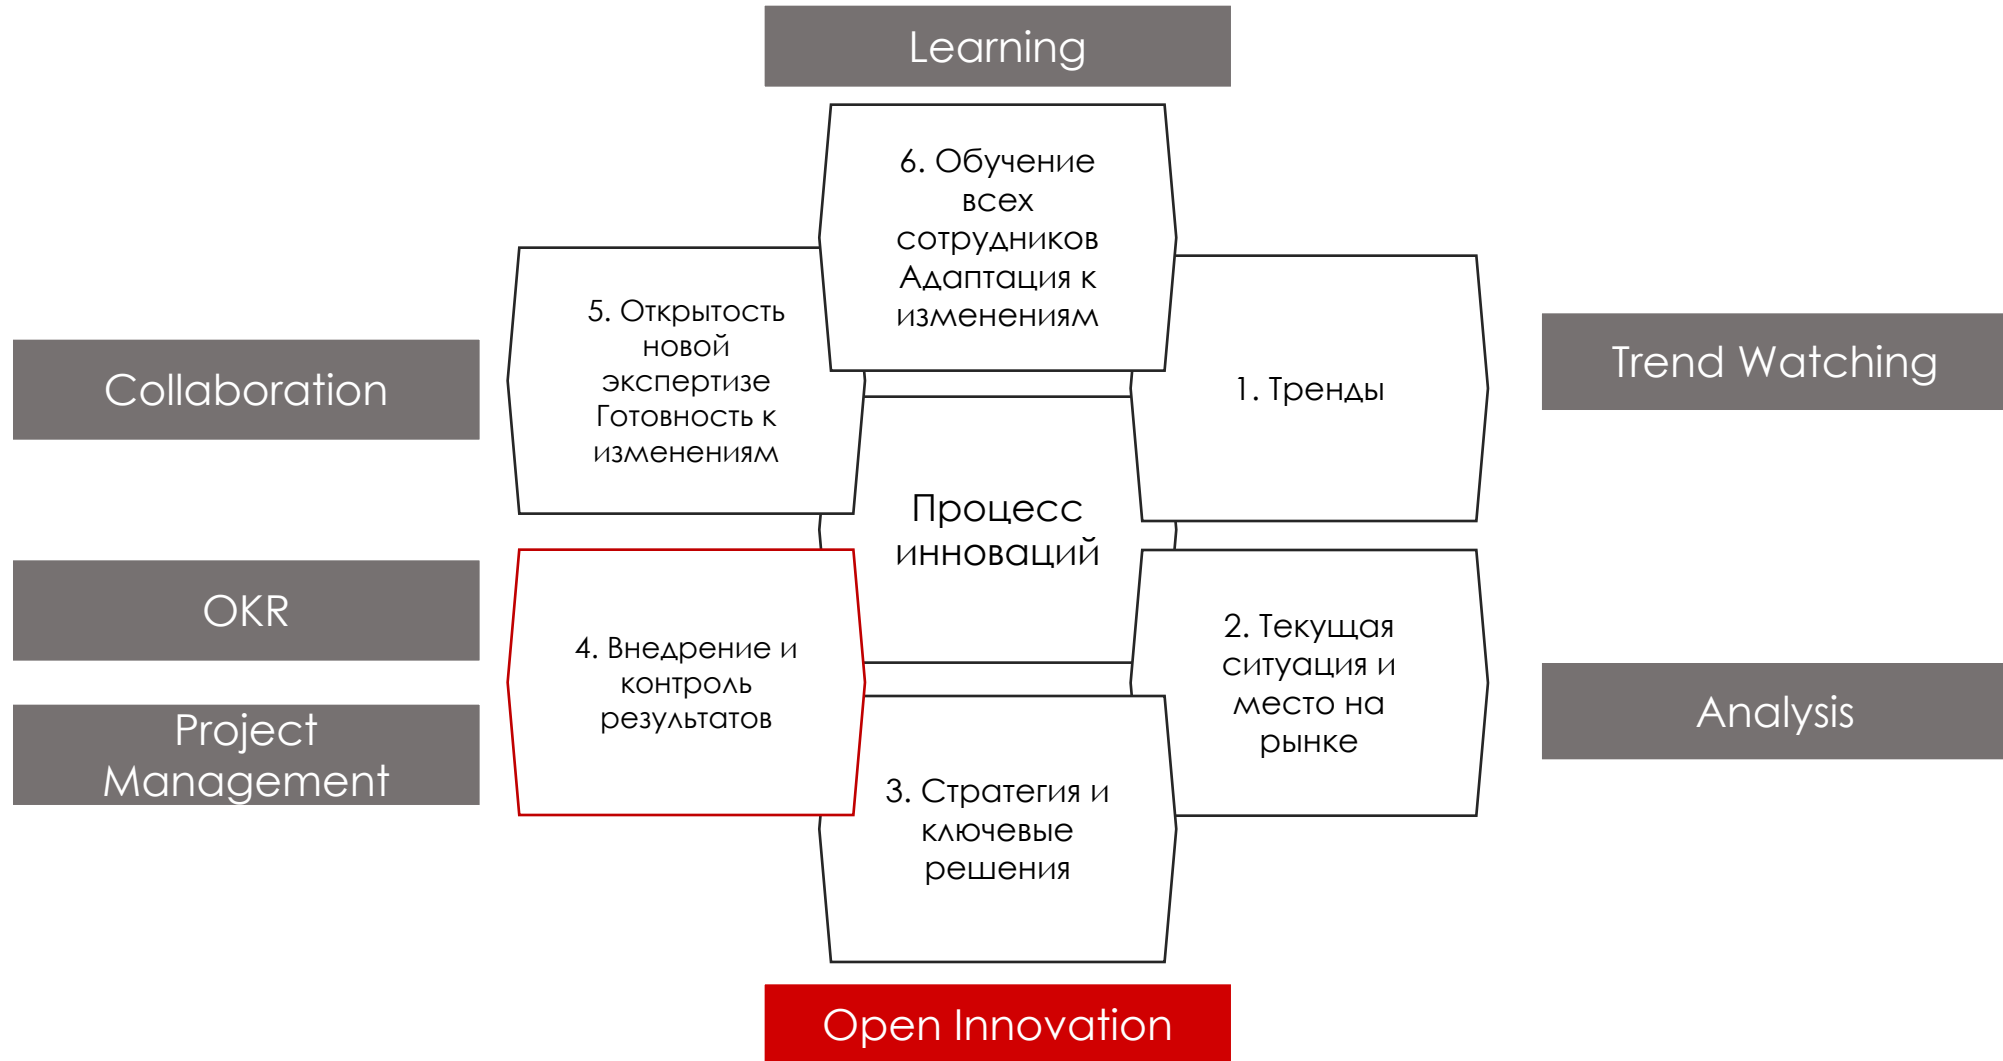 Learning
6. Обучение
всех
сотрудников
Адаптация к
изменениям
5. Открытость
новой
экспертизе
Готовность к
изменениям
1. Тренды
Trend Watching
Collaboration
Процесс
инноваций
OKR
4. Внедрение и
контроль
результатов
2. Текущая
ситуация и
место на
рынке
Analysis
Project
Management
3. Стратегия и
ключевые
решения
Open Innovation